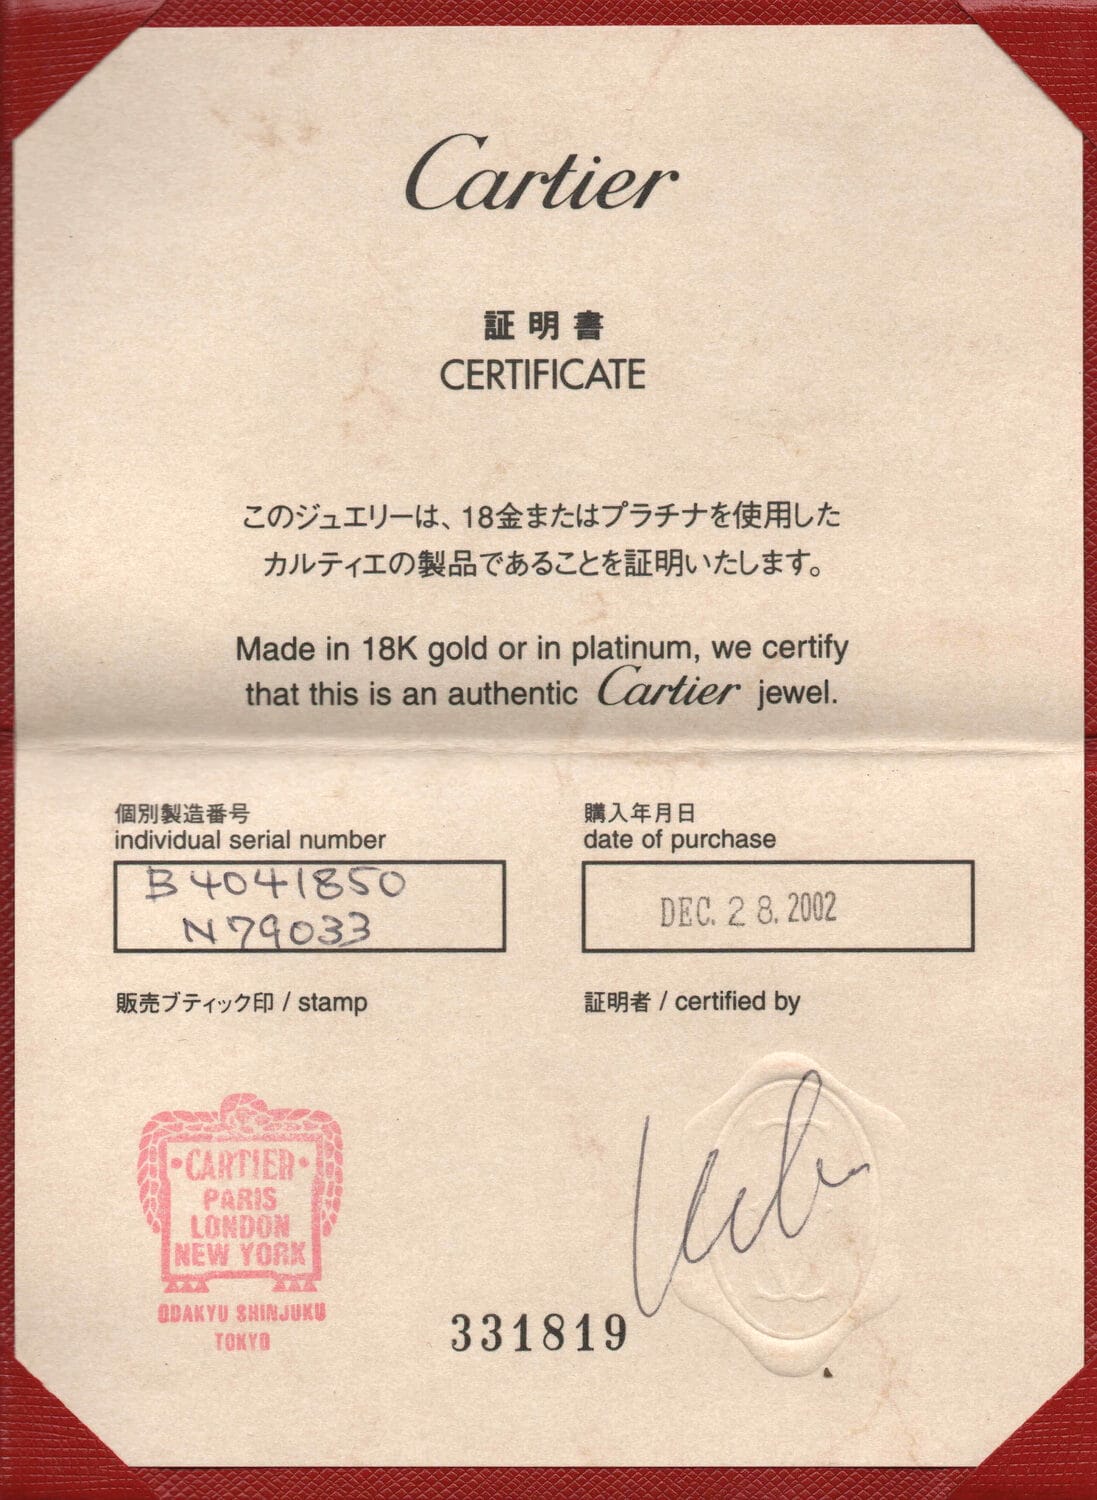 Cartier
証明書
CERTIFICATE
このジュエリーは、18金またはプラチナを使用した
カルティエの製品であることを証明いたします。
Made in 18K gold or in platinum, we certify
that this is an authentic Cartier jewel.
個別製造番号
individual serial number
B4041850
N79033
購入年月日
date of purchase
DEC. 28. 2002
販売ブティック印 / stamp
証明者 / certified by
•CARTIER•
PARIS
LONDON
NEW YORK
ODAKYU SHINJUKU
TOKYO
331819